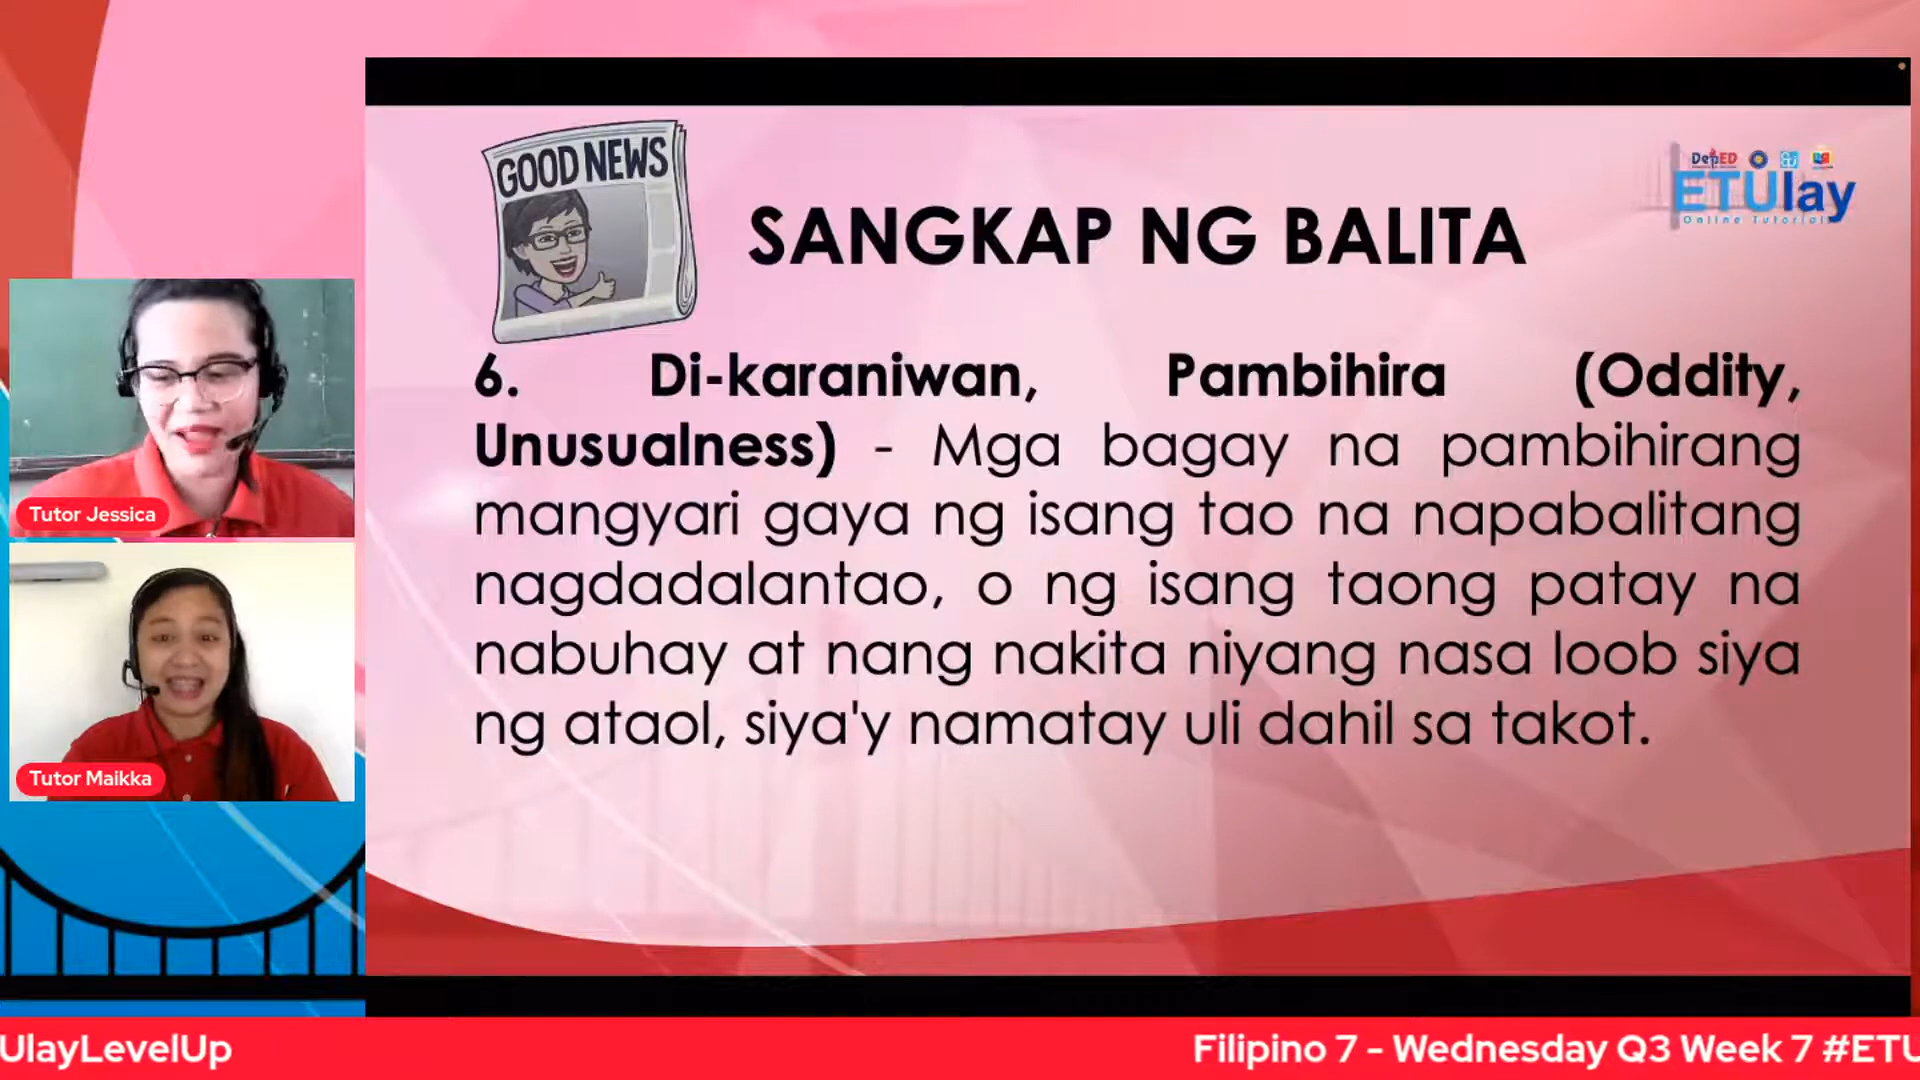 GOOD NEWS
DepED
ETUlay
Online Tutorial
SANGKAP NG BALITA
6. Di-karaniwan, Pambihira (Oddity,
Unusualness) - Mga bagay na pambihirang
mangyari gaya ng isang tao na napabalitang
nagdadalantao, o ng isang taong patay na
nabuhay at nang nakita niyang nasa loob siya
ng ataol, siya'y namatay uli dahil sa takot.
Tutor Jessica
Tutor Maikka
UlayLevelUp
Filipino 7 - Wednesday Q3 Week 7 #ETU